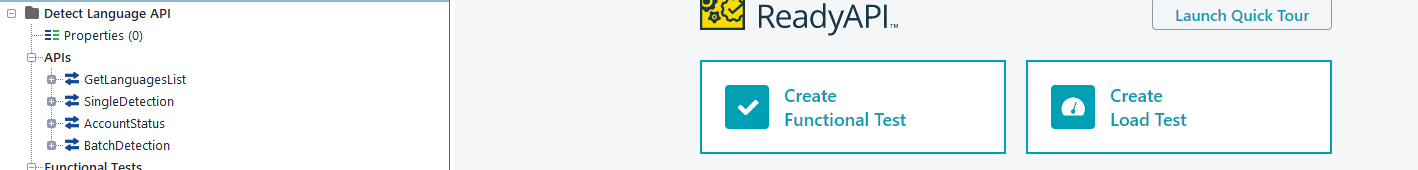 Detect Language API
Properties (0)
APIs
GetLanguagesList
SingleDetection
AccountStatus
BatchDetection
Functional Tests
ReadyAPI™
Launch Quick Tour
Create
Functional Test
Create
Load Test